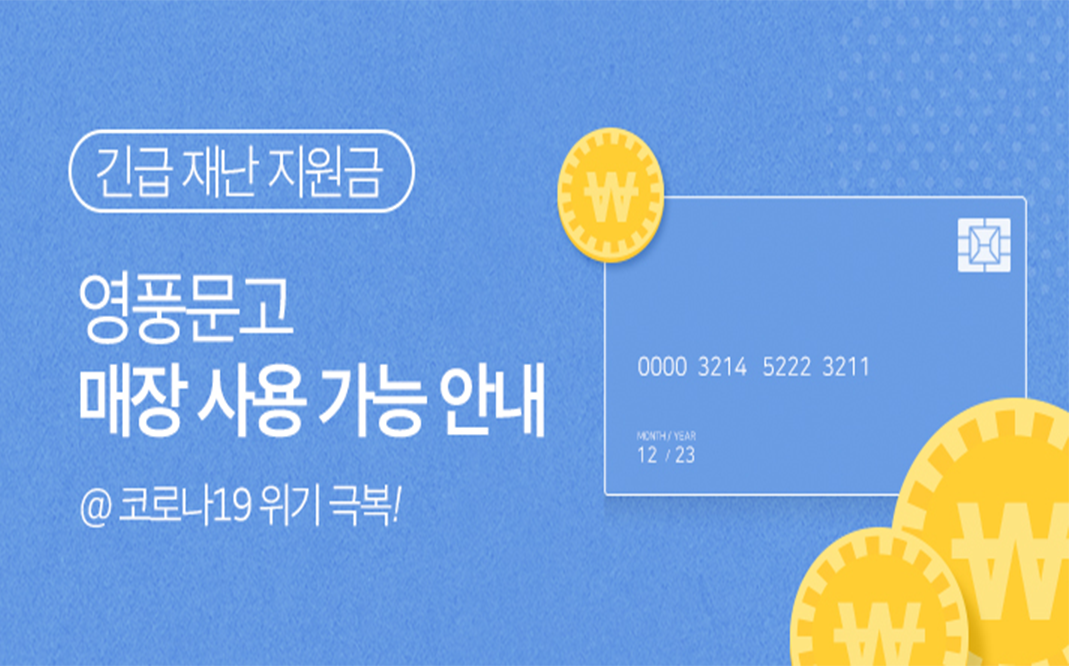 긴급 재난 지원금
영풍문고
매장 사용 가능 안내
@ 코로나19 위기 극복!
₩
0000 3214 5222 3211
MONTH / YEAR
12 / 23
₩
₩